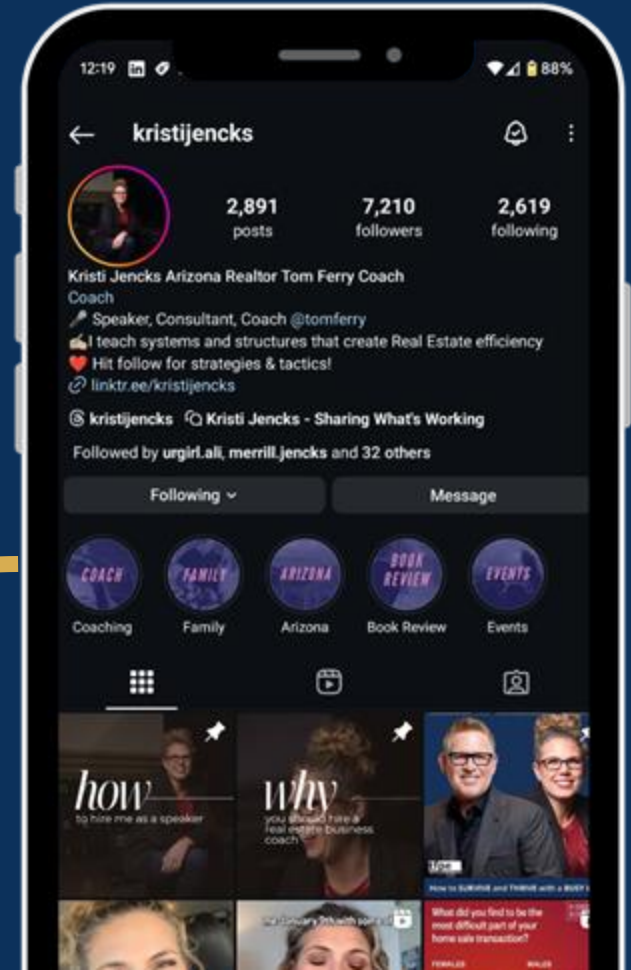 12:19 88%
kristijencks
2,891 7,210 2,619
posts followers following
Kristi Jencks Arizona Realtor Tom Ferry Coach
Coach
🎤 Speaker, Consultant, Coach @tomferry
✍🏼I teach systems and structures that create Real Estate efficiency
❤️ Hit follow for strategies & tactics!
linktr.ee/kristijencks
kristijencks Kristi Jencks - Sharing What's Working
Followed by urgirl.ali, merrill.jencks and 32 others
Following Message
COACH FAMILY ARIZONA BOOK REVIEW EVENTS
Coaching Family Arizona Book Review Events
how
to hire me as a speaker
why
you should hire a
real estate business
coach
How to SURVIVE and THRIVE with a BUSY
What did you find to be the
most difficult part of your
home sale transaction?
FEMALES MALES